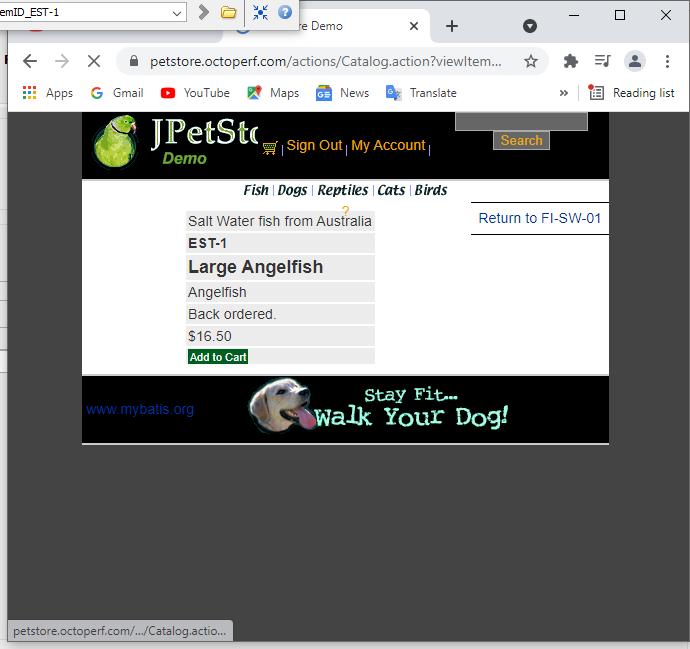 emID_EST-1
re Demo
petstore.octoperf.com/actions/Catalog.action?viewItem...
Apps Gmail YouTube Maps News Translate » Reading list
JPetSto
Demo
Sign Out | My Account |
Search
Fish | Dogs | Reptiles | Cats | Birds
?
Salt Water fish from Australia
Return to FI-SW-01
EST-1
Large Angelfish
Angelfish
Back ordered.
$16.50
Add to Cart
www.mybatis.org
Stay Fit...
Walk Your Dog!
petstore.octoperf.com/.../Catalog.actio...